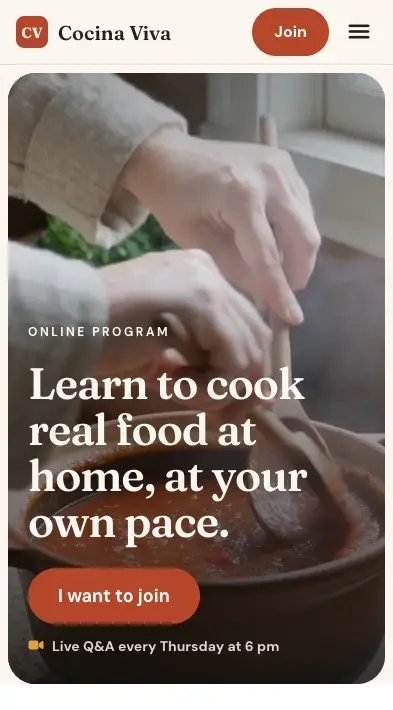 CV Cocina Viva
Join
ONLINE PROGRAM
Learn to cook
real food at
home, at your
own pace.
I want to join
Live Q&A every Thursday at 6 pm